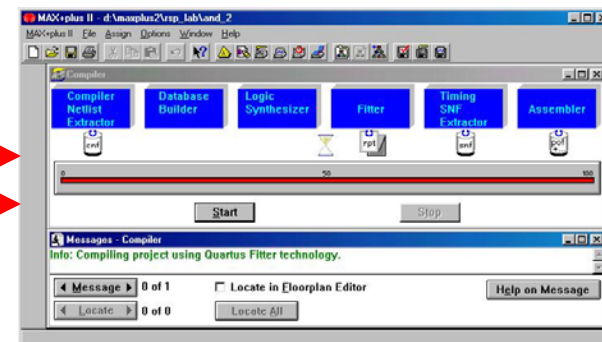 MAX+plus II - d:\maxplus2\rsp_lab\and_2
MAX+plus II File Assign Options Window Help
Compiler
Compiler Netlist Extractor
Database Builder
Logic Synthesizer
Fitter
Timing SNF Extractor
Assembler
cnf
rpt
snf
pof
0 50 100
Start Stop
Messages - Compiler
Info: Compiling project using Quartus Fitter technology.
Message 0 of 1 Locate in Floorplan Editor Help on Message
Locate 0 of 0 Locate All